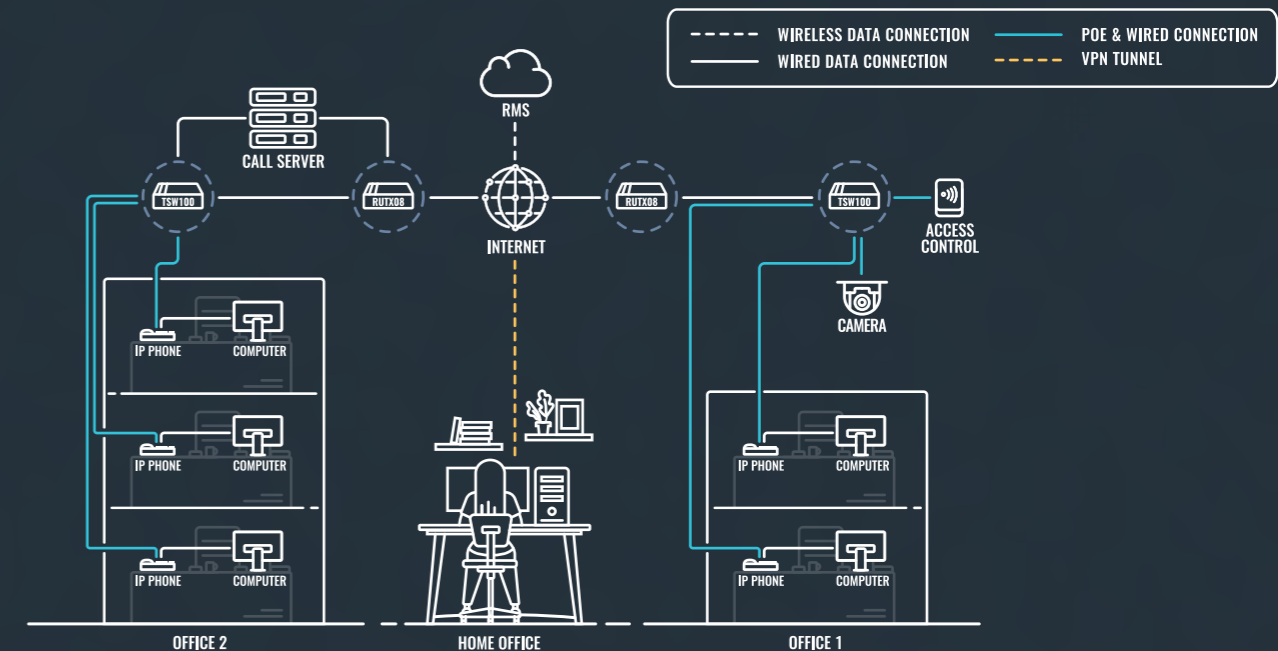 WIRELESS DATA CONNECTION
POE & WIRED CONNECTION
WIRED DATA CONNECTION
VPN TUNNEL
RMS
CALL SERVER
TSW100
RUTX08
RUTX08
TSW100
INTERNET
ACCESS
CONTROL
CAMERA
IP PHONE
COMPUTER
IP PHONE
COMPUTER
IP PHONE
COMPUTER
IP PHONE
COMPUTER
IP PHONE
COMPUTER
OFFICE 2
HOME OFFICE
OFFICE 1